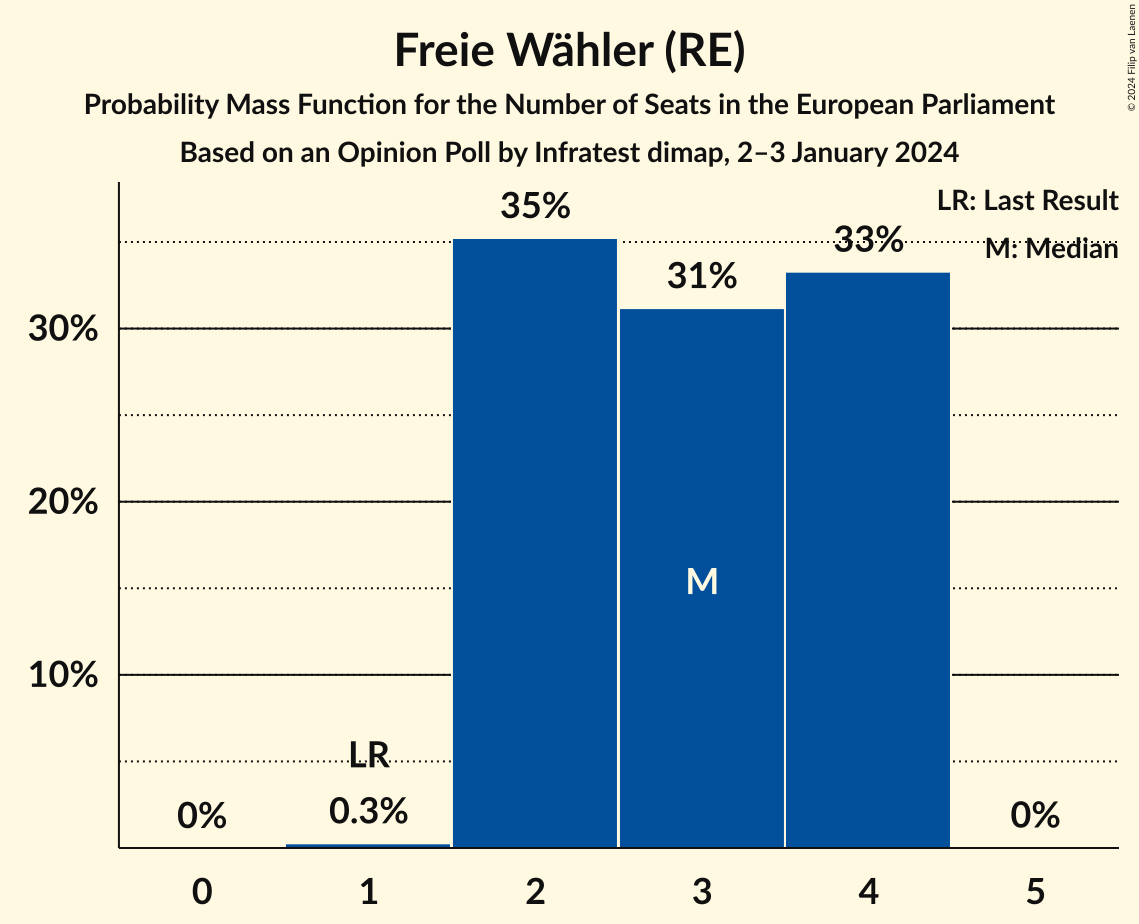 Freie Wähler (RE)
Probability Mass Function for the Number of Seats in the European Parliament
Based on an Opinion Poll by Infratest dimap, 2–3 January 2024
© 2024 Filip van Laenen
LR: Last Result
M: Median
35%
33%
31%
30%
20%
M
10%
LR
0%
0.3%
0%
0 1 2 3 4 5